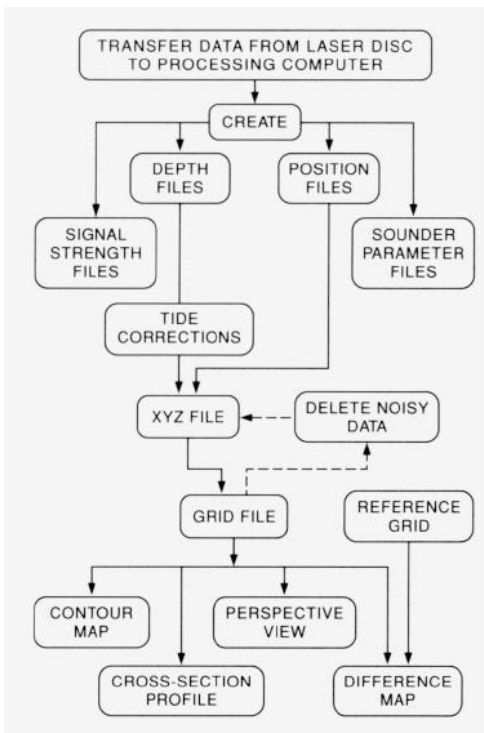 TRANSFER DATA FROM LASER DISC
TO PROCESSING COMPUTER
CREATE
DEPTH
FILES
POSITION
FILES
SIGNAL
STRENGTH
FILES
SOUNDER
PARAMETER
FILES
TIDE
CORRECTIONS
XYZ FILE
DELETE NOISY
DATA
GRID FILE
REFERENCE
GRID
CONTOUR
MAP
PERSPECTIVE
VIEW
CROSS-SECTION
PROFILE
DIFFERENCE
MAP